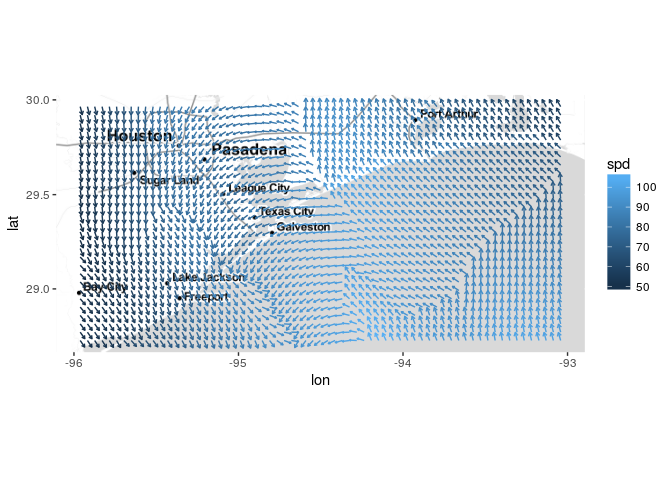 30.0
Port Arthur
Houston
Pasadena
Sugar Land
29.5
League City
Texas City
Galveston
lat
Lake Jackson
29.0
Bay City
Freeport
-96
-95
-94
-93
lon
spd
100
90
80
70
60
50